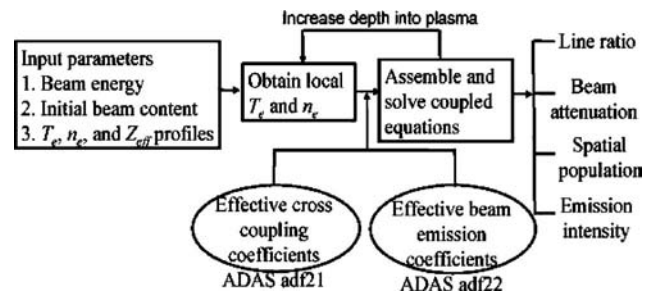 Increase depth into plasma
Input parameters
1. Beam energy
2. Initial beam content
3. Te, ne, and Zeff profiles
Obtain local
Te and ne
Assemble and
solve coupled
equations
Line ratio
Beam
attenuation
Spatial
population
Emission
intensity
Effective cross
coupling
coefficients
ADAS adf21
Effective beam
emission
coefficients
ADAS adf22